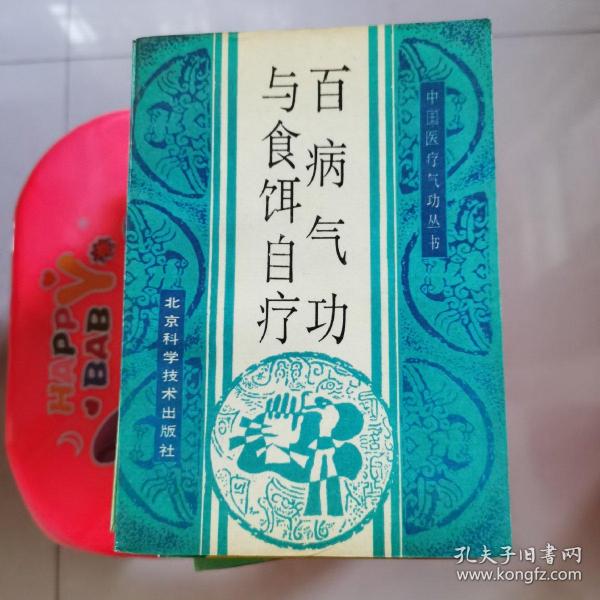 中国医疗气功丛书
百病气功
与食饵自疗
北京科学技术出版社
HAPPY
BABY
孔夫子旧书网
www.kongfz.com